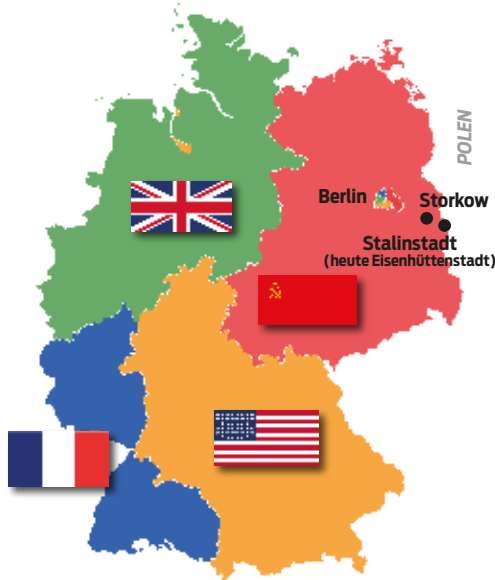 POLEN
Berlin
Storkow
Stalinstadt
(heute Eisenhüttenstadt)